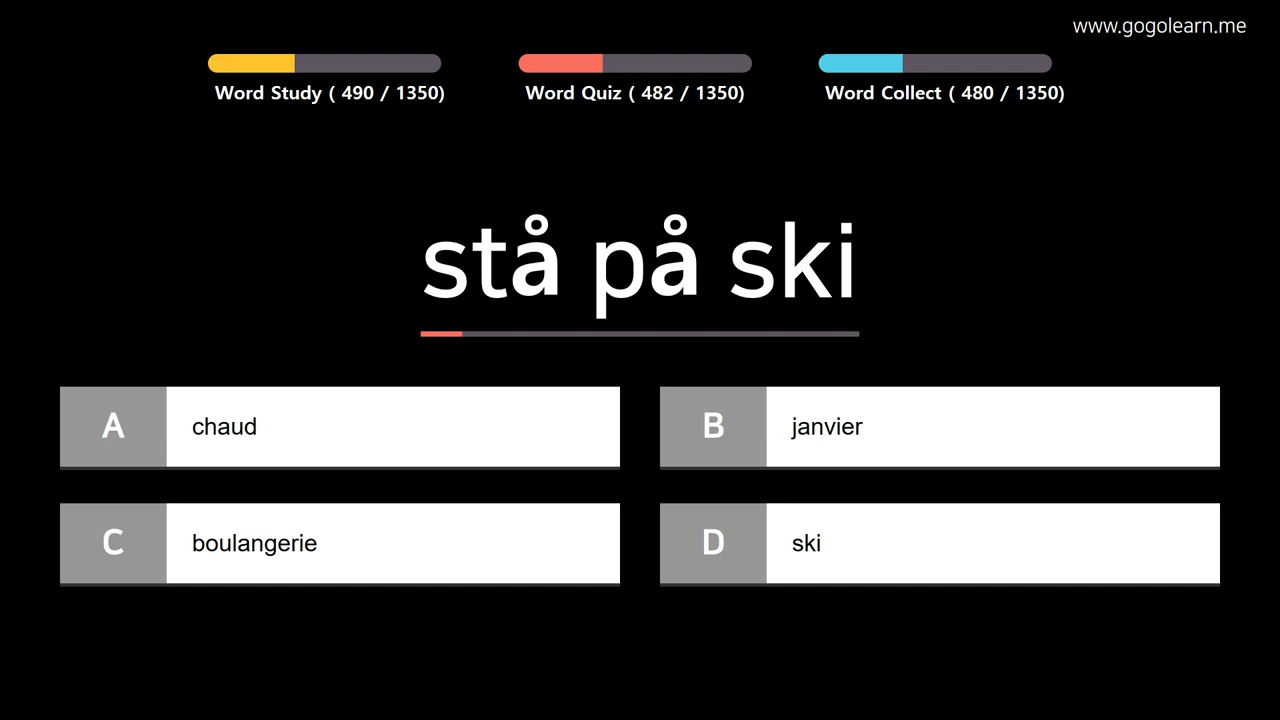 www.gogolearn.me
Word Study ( 490 / 1350)
Word Quiz ( 482 / 1350)
Word Collect ( 480 / 1350)
stå på ski
A chaud
B janvier
C boulangerie
D ski